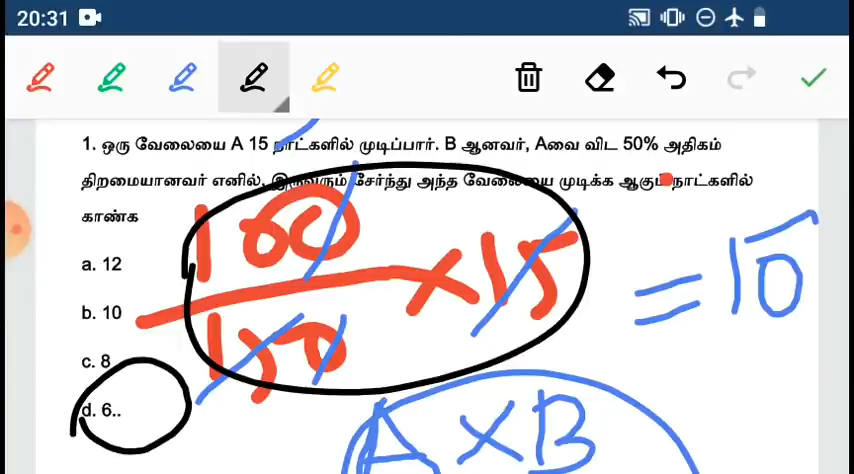 20:31
1. ஒரு வேலையை A 15 நாட்களில் முடிப்பார். B ஆனவர், Aவை விட 50% அதிகம்
திறமையானவர் எனில், இருவரும் சேர்ந்து அந்த வேலையை முடிக்க ஆகும் நாட்களில்
காண்க
a. 12
b. 10
c. 8
d. 6..
100
150
× 15
= 10
A × B